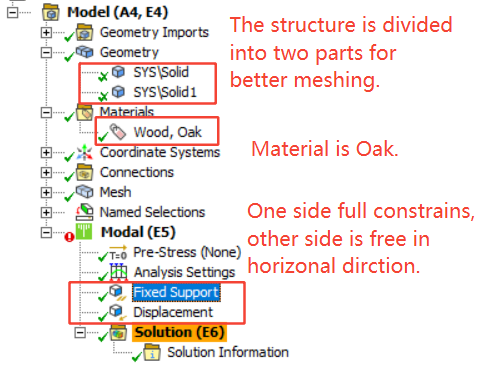 Model (A4, E4)
The structure is divided
into two parts for
better meshing.
Geometry Imports
Geometry
SYS\Solid
SYS\Solid1
Materials
Wood, Oak
Material is Oak.
Coordinate Systems
Connections
Mesh
Named Selections
One side full constrains,
other side is free in
horizonal dirction.
Modal (E5)
T=0
Pre-Stress (None)
Analysis Settings
Fixed Support
Displacement
Solution (E6)
Solution Information